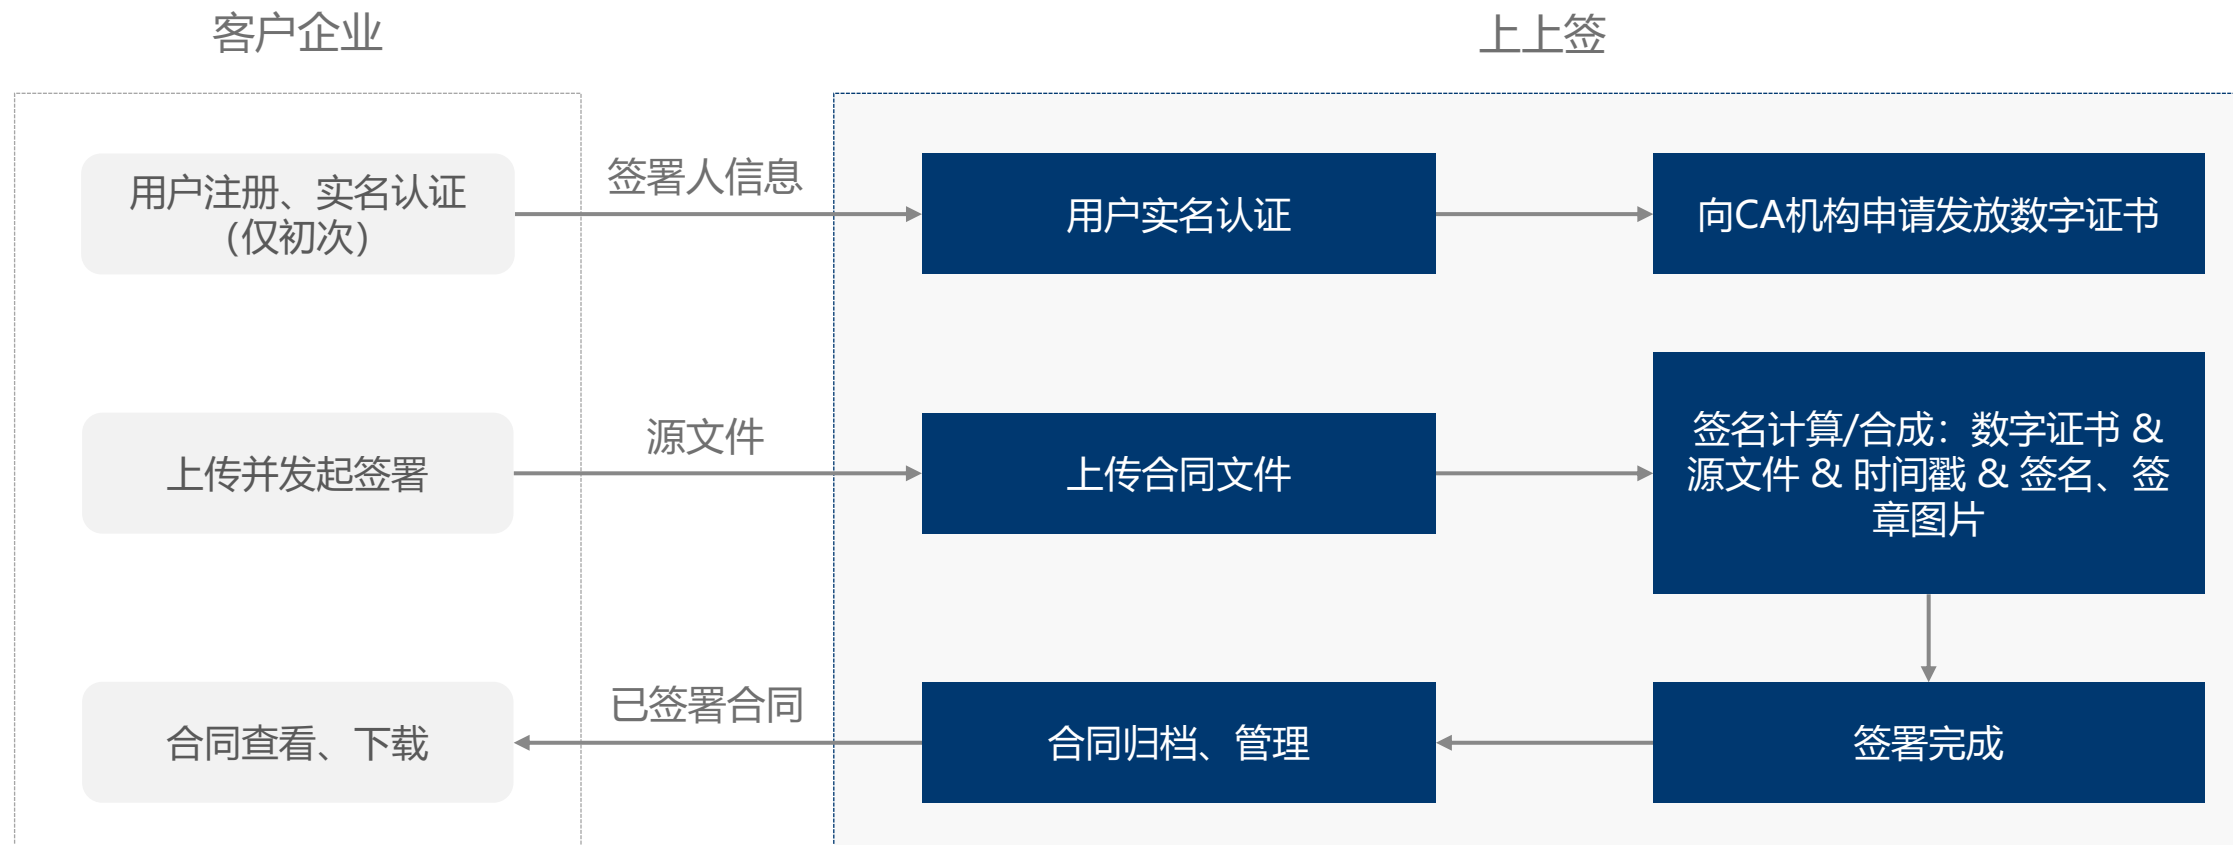 客户企业
上上签
用户注册、实名认证
（仅初次）
签署人信息
用户实名认证
向CA机构申请发放数字证书
上传并发起签署
源文件
上传合同文件
签名计算/合成：数字证书 &
源文件 & 时间戳 & 签名、签
章图片
合同查看、下载
已签署合同
合同归档、管理
签署完成